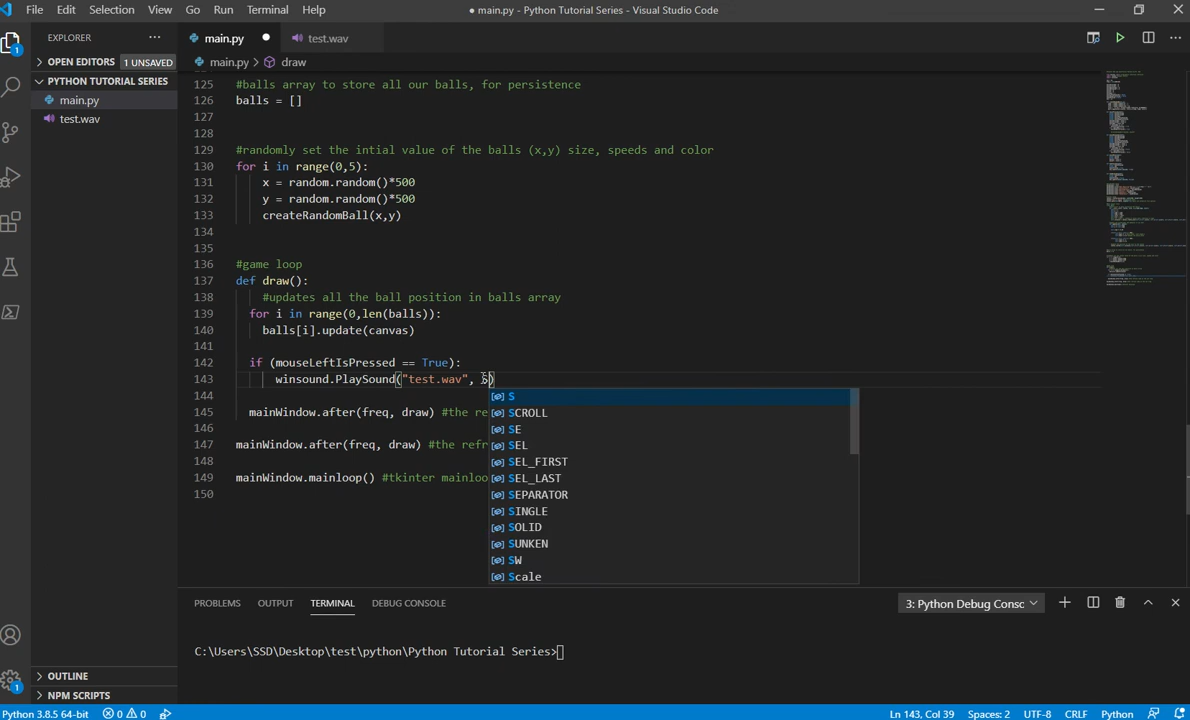 File Edit Selection View Go Run Terminal Help
● main.py - Python Tutorial Series - Visual Studio Code
EXPLORER
main.py
test.wav
1
OPEN EDITORS 1 UNSAVED
main.py > draw
PYTHON TUTORIAL SERIES
main.py
test.wav
125 #balls array to store all our balls, for persistence
126 balls = []
127
128
129 #randomly set the intial value of the balls (x,y) size, speeds and color
130 for i in range(0,5):
131 x = random.random()*500
132 y = random.random()*500
133 createRandomBall(x,y)
134
135
136 #game loop
137 def draw():
138 #updates all the ball position in balls array
139 for i in range(0,len(balls)):
140 balls[i].update(canvas)
141
142 if (mouseLeftIsPressed == True):
143 winsound.PlaySound("test.wav", S)
144
145 mainWindow.after(freq, draw) #the re
146
147 mainWindow.after(freq, draw) #the refr
148
149 mainWindow.mainloop() #tkinter mainloo
150
S
SCROLL
SE
SEL
SEL_FIRST
SEL_LAST
SEPARATOR
SINGLE
SOLID
SUNKEN
SW
Scale
PROBLEMS OUTPUT TERMINAL DEBUG CONSOLE
3: Python Debug Consc
C:\Users\SSD\Desktop\test\python\Python Tutorial Series>
OUTLINE
NPM SCRIPTS
1
Python 3.8.5 64-bit 0 0 Ln 143, Col 39 Spaces: 2 UTF-8 CRLF Python